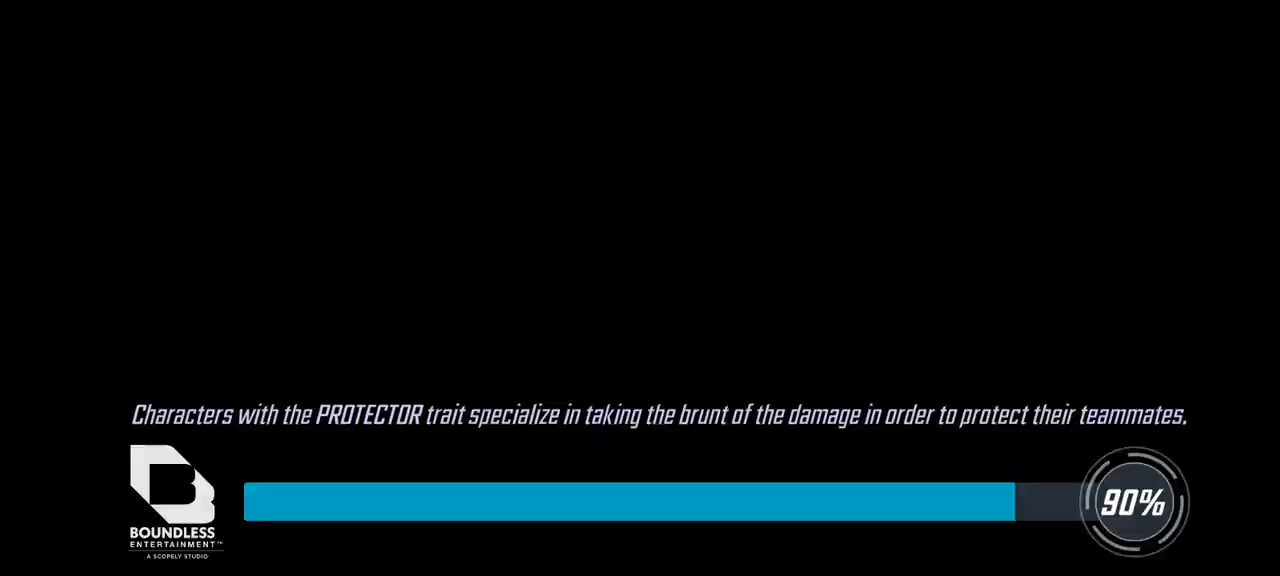 Characters with the PROTECTOR trait specialize in taking the brunt of the damage in order to protect their teammates.
90%
BOUNDLESS
ENTERTAINMENT™
A SCOPELY STUDIO